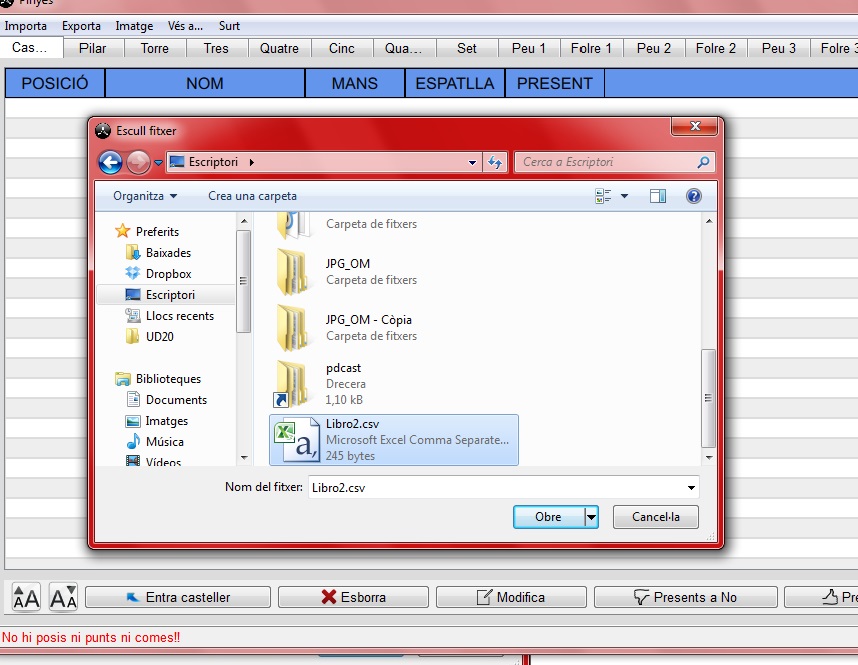 Pinyes
Importa Exporta Imatge Vés a... Surt
Cas... Pilar Torre Tres Quatre Cinc Qua... Set Peu 1 Folre 1 Peu 2 Folre 2 Peu 3 Folre 3
POSICIÓ NOM MANS ESPATLLA PRESENT
Escull fitxer
Escriptori
Cerca a Escriptori
Organitza Crea una carpeta
Preferits
Baixades
Dropbox
Escriptori
Llocs recents
UD20
Biblioteques
Documents
Imatges
Música
Vídeos
Carpeta de fitxers
JPG_OM
Carpeta de fitxers
JPG_OM - Còpia
Carpeta de fitxers
pdcast
Drecera
1,10 kB
Libro2.csv
Microsoft Excel Comma Separate...
245 bytes
Nom del fitxer: Libro2.csv
Obre Cancel·la
AA AA Entra casteller Esborra Modifica Presents a No Pre
No hi posis ni punts ni comes!!